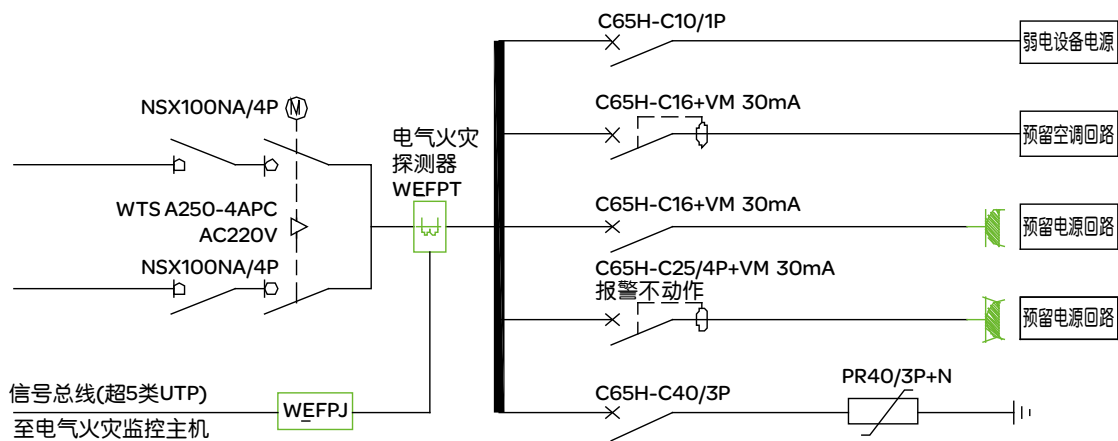 C65H-C10/1P
弱电设备电源
NSX100NA/4P
M
C65H-C16+VM 30mA
预留空调回路
电气火灾
探测器
WEFPT
WTS A250-4APC
AC220V
C65H-C16+VM 30mA
预留电源回路
NSX100NA/4P
C65H-C25/4P+VM 30mA
报警不动作
预留电源回路
信号总线(超5类UTP)
WEFPJ
至电气火灾监控主机
C65H-C40/3P
PR40/3P+N